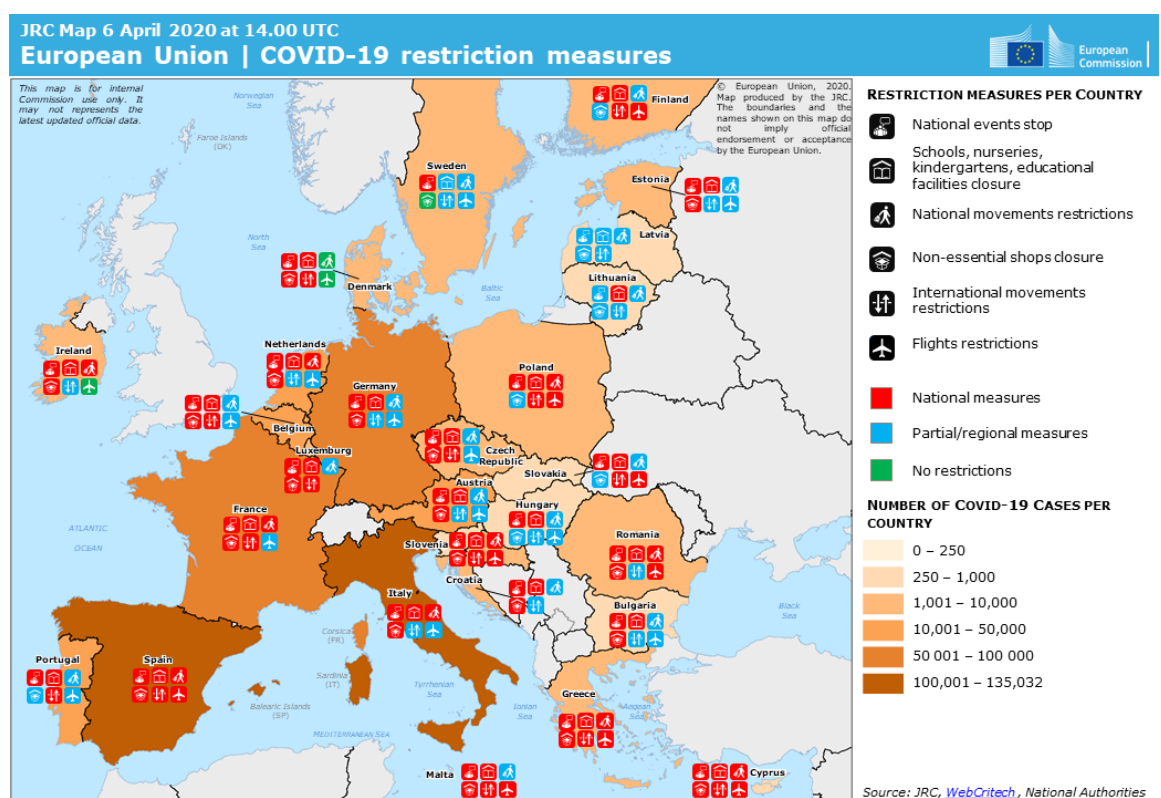 JRC Map 6 April 2020 at 14.00 UTC
European Union | COVID-19 restriction measures
European
Commission
This map is for internal
Commission use only. It
may not represents the
latest updated official data.
© European Union, 2020.
Map produced by the JRC.
The boundaries and the
names shown on this map do
not imply official
endorsement or acceptance
by the European Union.
Norwegian
Sea
Faroe Islands
(DK)
Finland
Sweden
Estonia
North
Sea
Latvia
Denmark
Lithuania
Baltic
Sea
Ireland
Netherlands
Poland
Germany
Belgium
Luxemburg
Czech
Republic
Slovakia
Austria
Hungary
France
ATLANTIC
OCEAN
Slovenia
Romania
Croatia
Italy
Bulgaria
Black
Sea
Corsica
(FR)
Portugal
Spain
Sardinia
(IT)
Tyrrhenian
Sea
Greece
Balearic Islands
(SP)
Ionian
Sea
Aegean
Sea
MEDITERRANEAN SEA
Malta
Cyprus
RESTRICTION MEASURES PER COUNTRY
National events stop
Schools, nurseries,
kindergartens, educational
facilities closure
National movements restrictions
Non-essential shops closure
International movements
restrictions
Flights restrictions
National measures
Partial/regional measures
No restrictions
NUMBER OF COVID-19 CASES PER
COUNTRY
0 – 250
250 – 1,000
1,001 – 10,000
10,001 – 50,000
50 001 – 100 000
100,001 – 135,032
Source: JRC, WebCritech , National Authorities